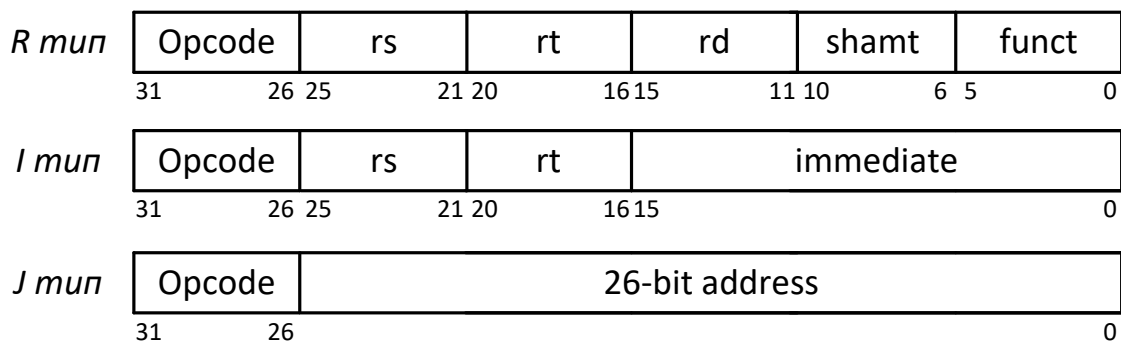 R тип Opcode rs rt rd shamt funct
31 26 25 21 20 16 15 11 10 6 5 0
I тип Opcode rs rt immediate
31 26 25 21 20 16 15 0
J тип Opcode 26-bit address
31 26 0